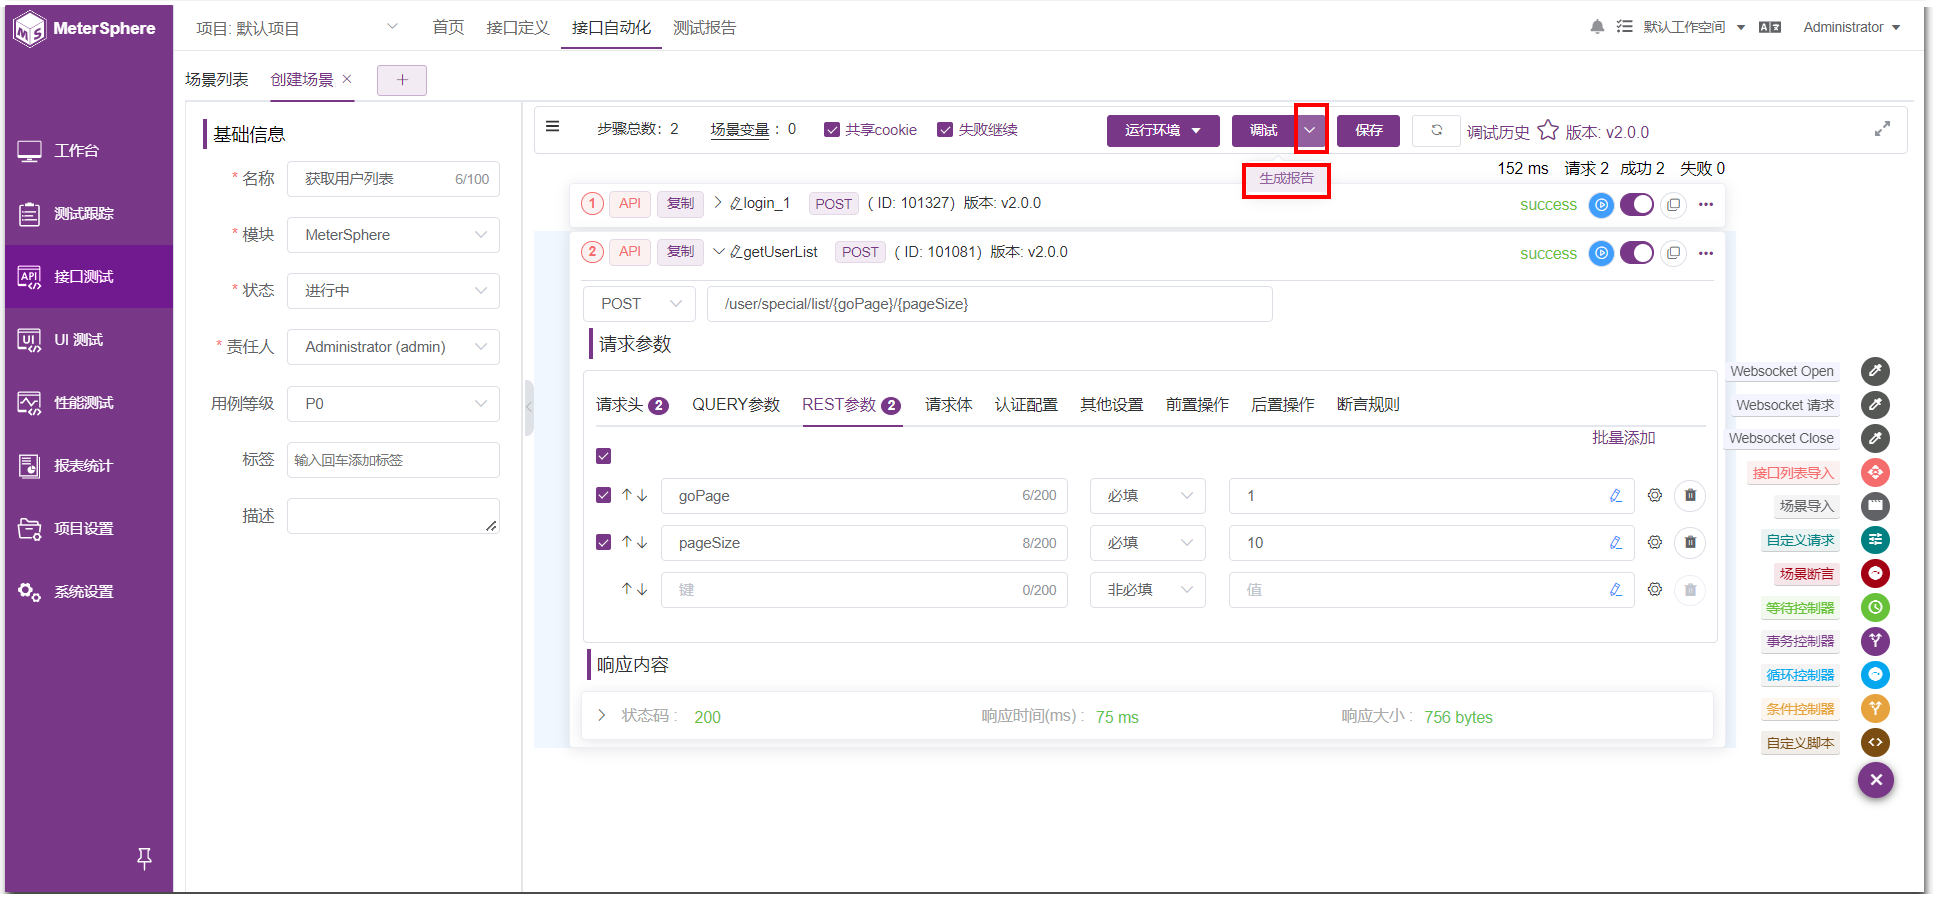 MeterSphere
项目: 默认项目
首页 接口定义 接口自动化 测试报告
默认工作空间
Administrator
场景列表 创建场景
工作台
测试跟踪
API 接口测试
UI UI 测试
性能测试
报表统计
项目设置
系统设置
基础信息
* 名称 获取用户列表 6/100
* 模块 MeterSphere
* 状态 进行中
* 责任人 Administrator (admin)
用例等级 P0
标签 输入回车添加标签
描述
步骤总数: 2 场景变量 : 0 共享cookie 失败继续 运行环境 调试 保存 调试历史 版本: v2.0.0
生成报告
152 ms 请求 2 成功 2 失败 0
1 API 复制 login_1 POST ( ID: 101327) 版本: v2.0.0 success
2 API 复制 getUserList POST ( ID: 101081) 版本: v2.0.0 success
POST /user/special/list/{goPage}/{pageSize}
请求参数
请求头 2 QUERY参数 REST参数 2 请求体 认证配置 其他设置 前置操作 后置操作 断言规则
批量添加
goPage 6/200 必填 1
pageSize 8/200 必填 10
键 0/200 非必填 值
响应内容
状态码 : 200 响应时间(ms) : 75 ms 响应大小 : 756 bytes
Websocket Open
Websocket 请求
Websocket Close
接口列表导入
场景导入
自定义请求
场景断言
等待控制器
事务控制器
循环控制器
条件控制器
自定义脚本